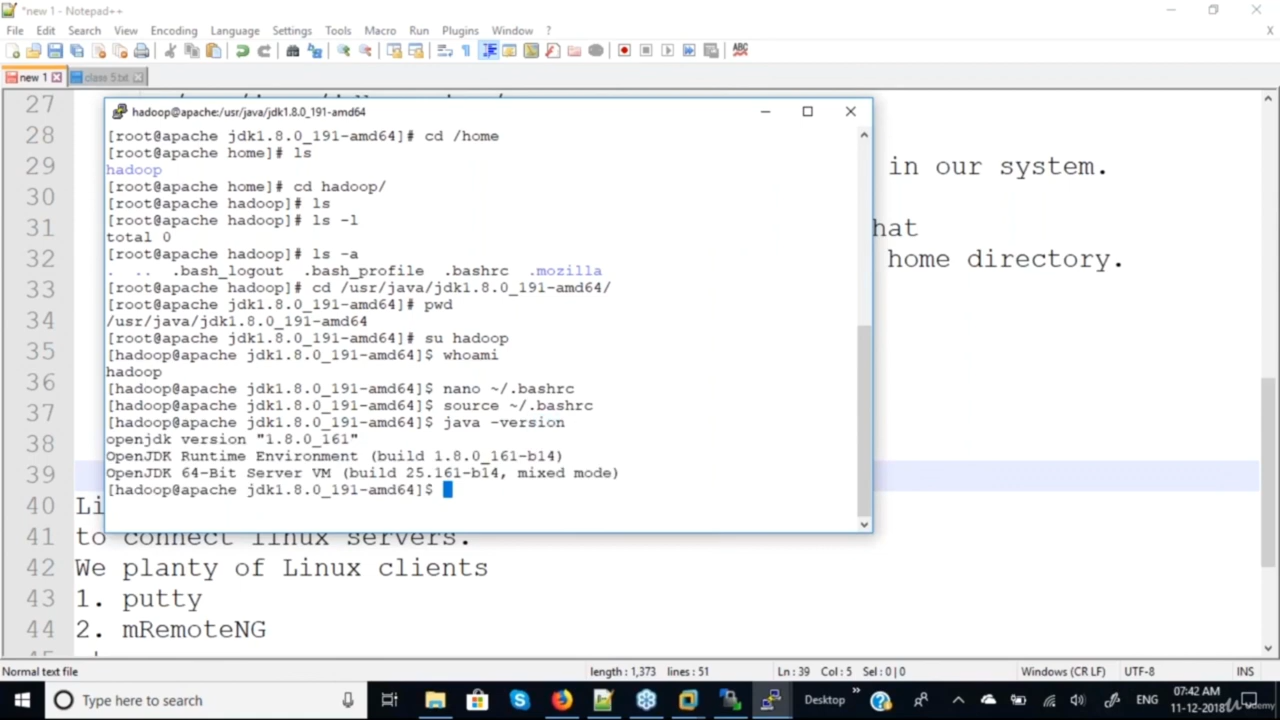 *new 1 - Notepad++
File Edit Search View Encoding Language Settings Tools Macro Run Plugins Window ?
new 1 class 5.txt
27
28
29 in our system.
30
31 hat
32 home directory.
33
34
35
36
37
38
39
40 Li
41 to connect linux servers.
42 We planty of Linux clients
43 1. putty
44 2. mRemoteNG
hadoop@apache:/usr/java/jdk1.8.0_191-amd64
[root@apache jdk1.8.0_191-amd64]# cd /home
[root@apache home]# ls
hadoop
[root@apache home]# cd hadoop/
[root@apache hadoop]# ls
[root@apache hadoop]# ls -l
total 0
[root@apache hadoop]# ls -a
. .. .bash_logout .bash_profile .bashrc .mozilla
[root@apache hadoop]# cd /usr/java/jdk1.8.0_191-amd64/
[root@apache jdk1.8.0_191-amd64]# pwd
/usr/java/jdk1.8.0_191-amd64
[root@apache jdk1.8.0_191-amd64]# su hadoop
[hadoop@apache jdk1.8.0_191-amd64]$ whoami
hadoop
[hadoop@apache jdk1.8.0_191-amd64]$ nano ~/.bashrc
[hadoop@apache jdk1.8.0_191-amd64]$ source ~/.bashrc
[hadoop@apache jdk1.8.0_191-amd64]$ java -version
openjdk version "1.8.0_161"
OpenJDK Runtime Environment (build 1.8.0_161-b14)
OpenJDK 64-Bit Server VM (build 25.161-b14, mixed mode)
[hadoop@apache jdk1.8.0_191-amd64]$
Normal text file length : 1,373 lines : 51 Ln : 39 Col : 5 Sel : 0 | 0 Windows (CR LF) UTF-8 INS
Type here to search Desktop ENG 07:42 AM
11-12-2018 Udemy